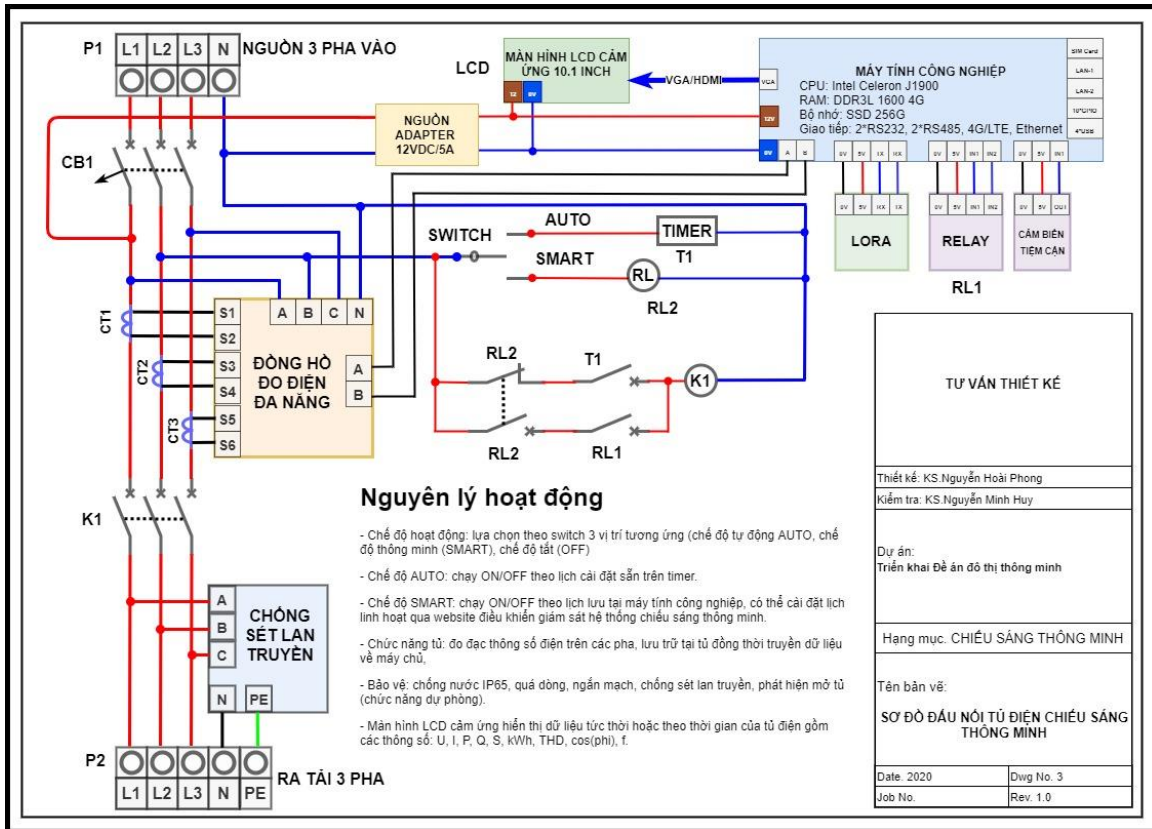 P1
L1 L2 L3 N
NGUỒN 3 PHA VÀO
LCD
MÀN HÌNH LCD CẢM
ỨNG 10.1 INCH
12 0V
VGA/HDMI
VGA
MÁY TÍNH CÔNG NGHIỆP
CPU: Intel Celeron J1900
RAM: DDR3L 1600 4G
Bộ nhớ: SSD 256G
Giao tiếp: 2*RS232, 2*RS485, 4G/LTE, Ethernet
SIM Card
LAN-1
LAN-2
10*GPIO
4*USB
12V
0V A B
0V 5V TX RX
0V 5V IN1 IN2
0V 5V IN1
0V 5V RX TX
0V 5V IN1 IN2
0V 5V OUT
LORA
RELAY
CẢM BIẾN
TIỆM CẬN
RL1
NGUỒN
ADAPTER
12VDC/5A
CB1
SWITCH
AUTO
TIMER
T1
SMART
RL
RL2
CT1
CT2
CT3
S1
S2
S3
S4
S5
S6
A B C N
ĐỒNG HỒ
ĐO ĐIỆN
ĐA NĂNG
A
B
RL2
T1
K1
RL2
RL1
K1
Nguyên lý hoạt động
- Chế độ hoạt động: lựa chọn theo switch 3 vị trí tương ứng (chế độ tự động AUTO, chế
độ thông minh (SMART), chế độ tắt (OFF)
- Chế độ AUTO: chạy ON/OFF theo lịch cài đặt sẵn trên timer.
- Chế độ SMART: chạy ON/OFF theo lịch lưu tại máy tính công nghiệp, có thể cài đặt lịch
linh hoạt qua website điều khiển giám sát hệ thống chiếu sáng thông minh.
- Chức năng tủ: đo đạc thông số điện trên các pha, lưu trữ tại tủ đồng thời truyền dữ liệu
về máy chủ,
- Bảo vệ: chống nước IP65, quá dòng, ngắn mạch, chống sét lan truyền, phát hiện mở tủ
(chức năng dự phòng).
- Màn hình LCD cảm ứng hiển thị dữ liệu tức thời hoặc theo thời gian của tủ điện gồm
các thông số: U, I, P, Q, S, kWh, THD, cos(phi), f.
A
B
C
CHỐNG
SÉT LAN
TRUYỀN
N PE
P2
L1 L2 L3 N PE
RA TẢI 3 PHA
TƯ VẤN THIẾT KẾ
Thiết kế: KS.Nguyễn Hoài Phong
Kiểm tra: KS.Nguyễn Minh Huy
Dự án:
Triển khai Đề án đô thị thông minh
Hạng mục. CHIẾU SÁNG THÔNG MINH
Tên bản vẽ:
SƠ ĐỒ ĐẤU NỐI TỦ ĐIỆN CHIẾU SÁNG
THÔNG MINH
Date. 2020
Dwg No. 3
Job No.
Rev. 1.0